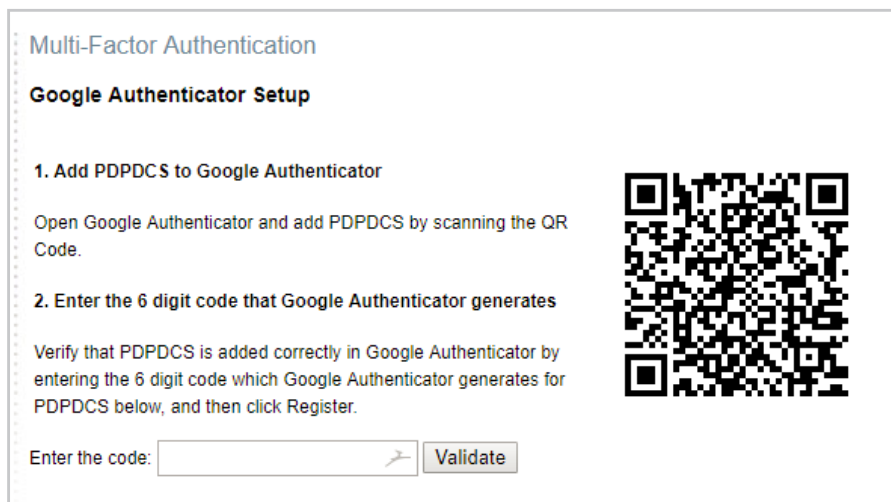 Multi-Factor Authentication
Google Authenticator Setup
1. Add PDPDCS to Google Authenticator
Open Google Authenticator and add PDPDCS by scanning the QR
Code.
2. Enter the 6 digit code that Google Authenticator generates
Verify that PDPDCS is added correctly in Google Authenticator by
entering the 6 digit code which Google Authenticator generates for
PDPDCS below, and then click Register.
Enter the code: Validate